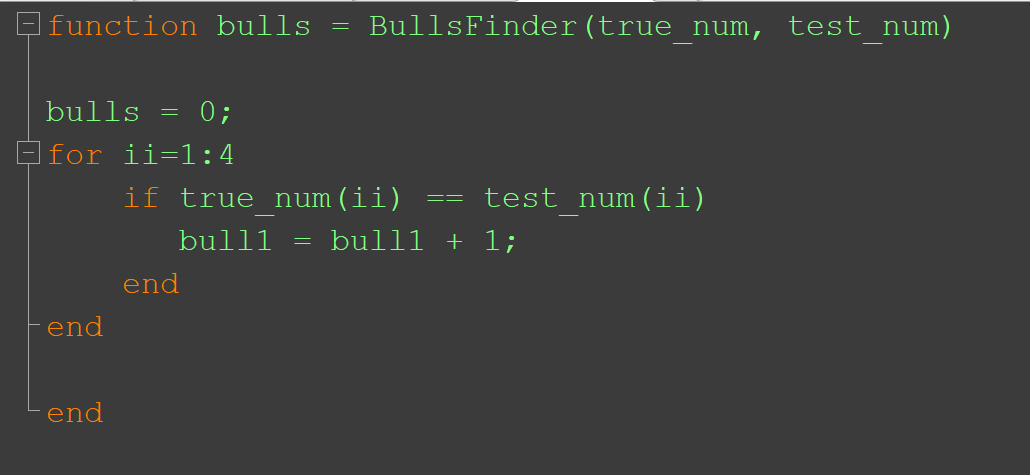 function bulls = BullsFinder(true_num, test_num)
bulls = 0;
for ii=1:4
if true_num(ii) == test_num(ii)
bull1 = bull1 + 1;
end
end
end